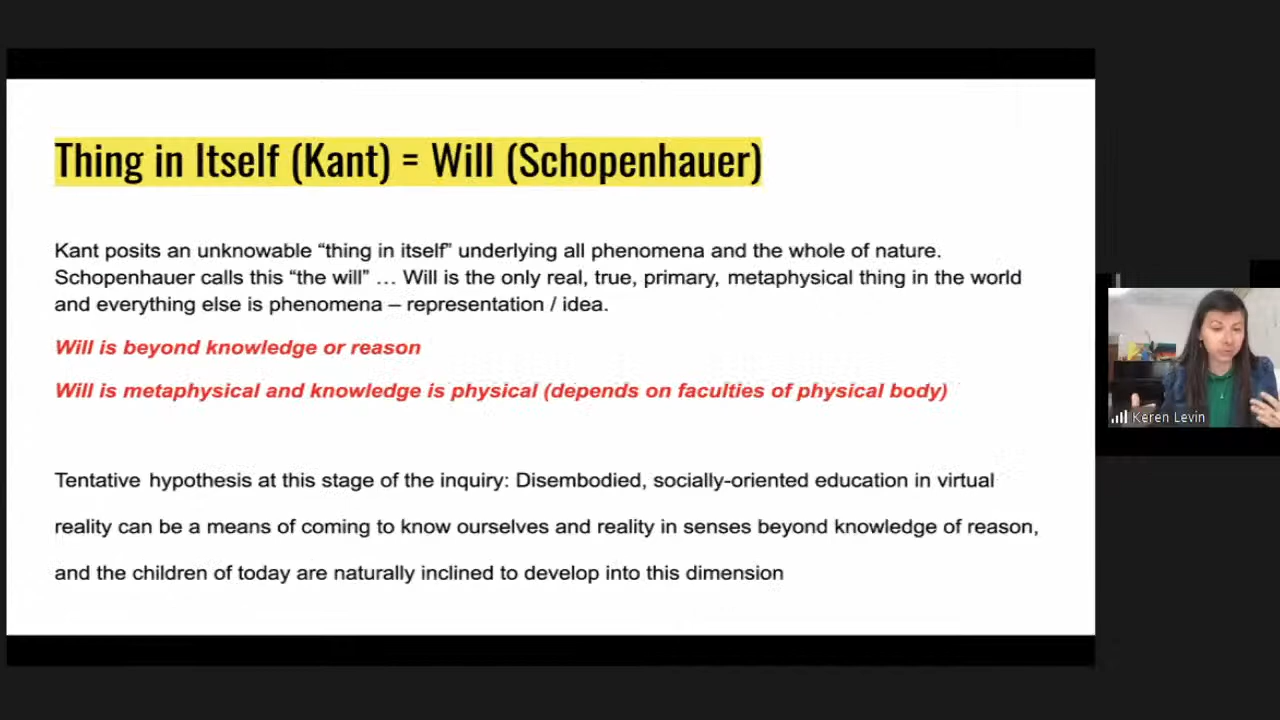 Thing in Itself (Kant) = Will (Schopenhauer)
Kant posits an unknowable “thing in itself” underlying all phenomena and the whole of nature.
Schopenhauer calls this “the will” … Will is the only real, true, primary, metaphysical thing in the world
and everything else is phenomena – representation / idea.
Will is beyond knowledge or reason
Will is metaphysical and knowledge is physical (depends on faculties of physical body)
Tentative hypothesis at this stage of the inquiry: Disembodied, socially-oriented education in virtual
reality can be a means of coming to know ourselves and reality in senses beyond knowledge of reason,
and the children of today are naturally inclined to develop into this dimension
Keren Levin